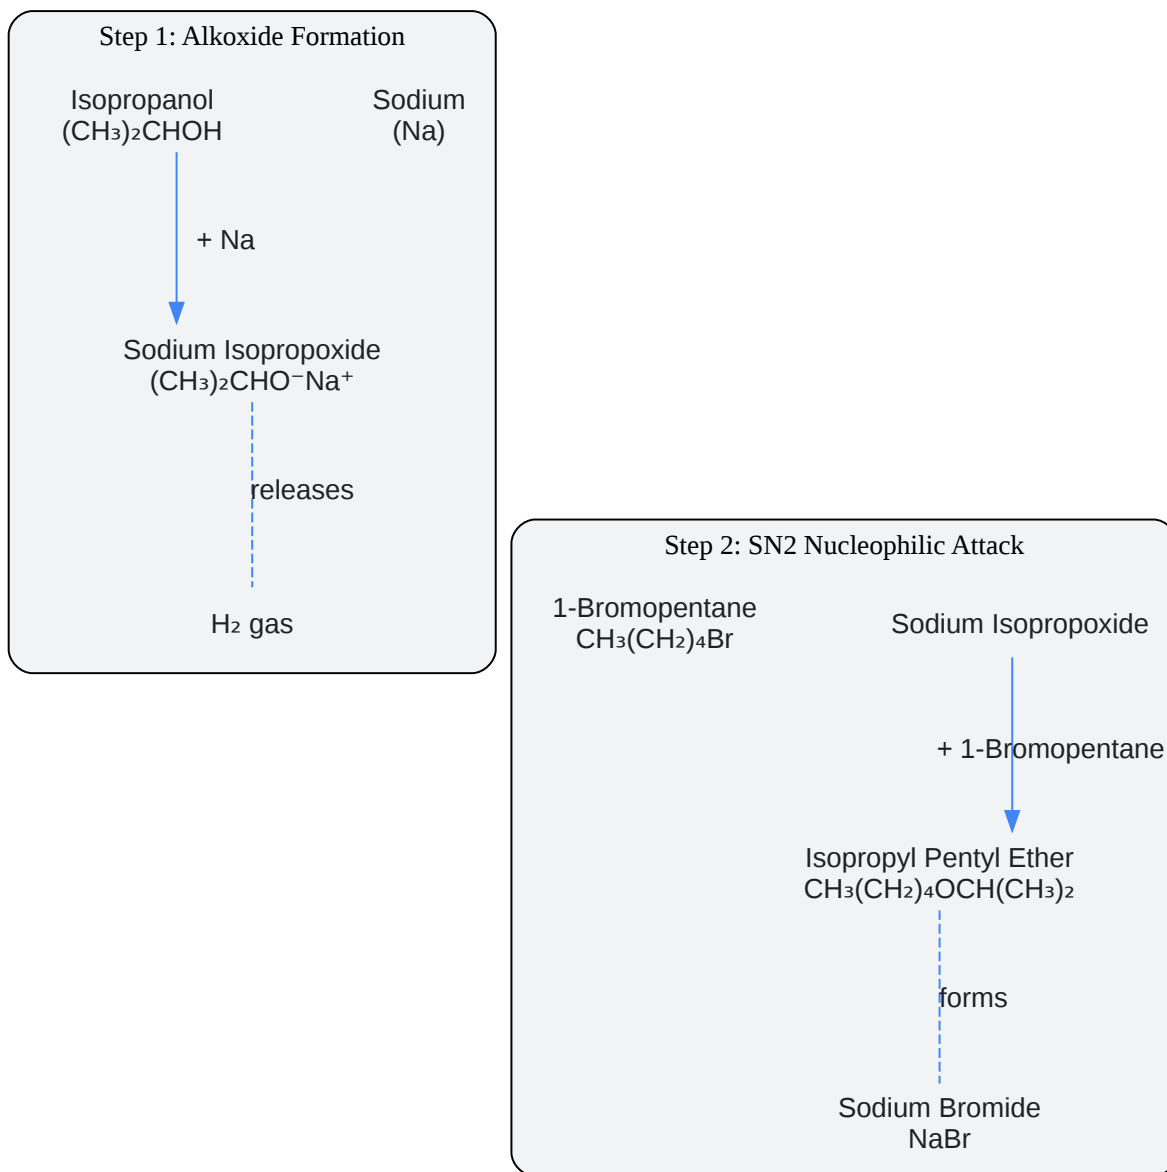 Step 1: Alkoxide Formation
Isopropanol
(CH₃)₂CHOH
Sodium
(Na)
+ Na
Sodium Isopropoxide
(CH₃)₂CHO⁻Na⁺
releases
H₂ gas
Step 2: SN2 Nucleophilic Attack
1-Bromopentane
CH₃(CH₂)₄Br
Sodium Isopropoxide
+ 1-Bromopentane
Isopropyl Pentyl Ether
CH₃(CH₂)₄OCH(CH₃)₂
forms
Sodium Bromide
NaBr